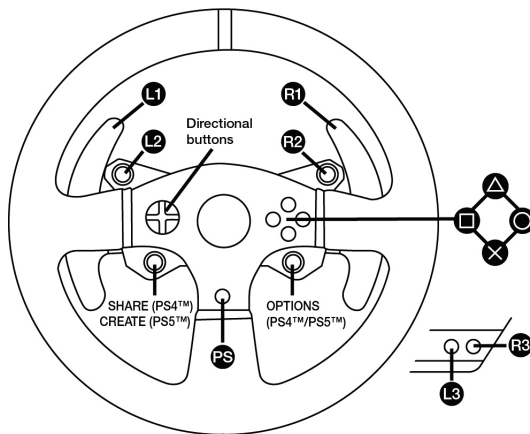 L1
R1
Directional
buttons
L2
R2
SHARE (PS4™)
CREATE (PS5™)
OPTIONS
(PS4™/PS5™)
PS
R3
L3